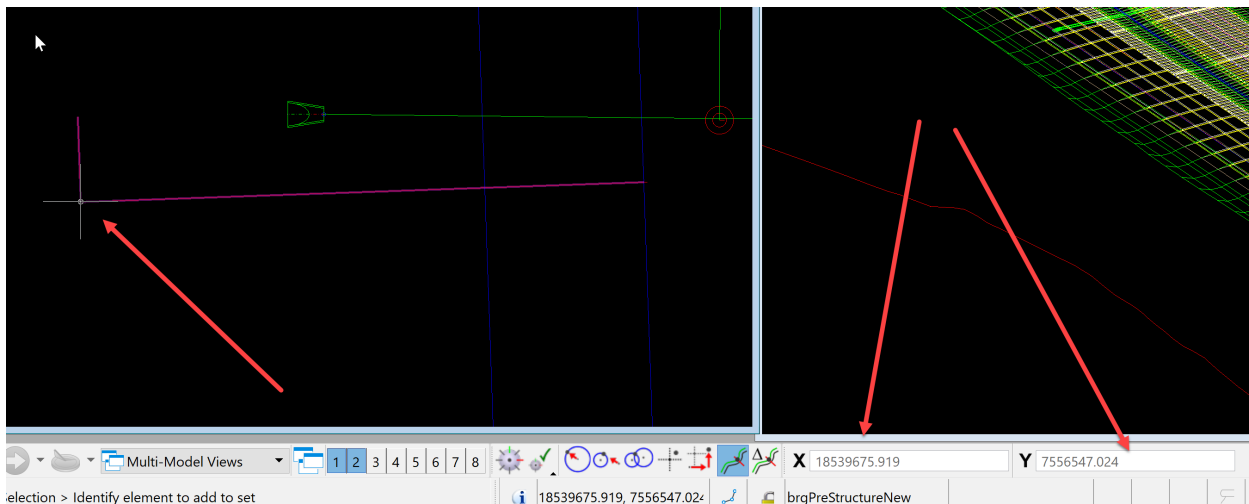 Multi-Model Views 1 2 3 4 5 6 7 8 X 18539675.919 Y 7556547.024
election > Identify element to add to set 18539675.919, 7556547.024 brgPreStructureNew